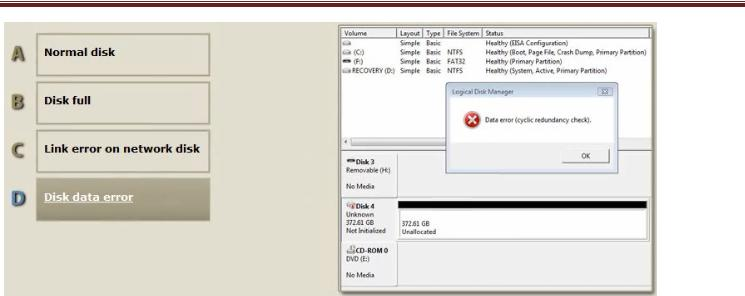 A Normal disk
B Disk full
C Link error on network disk
D Disk data error
Volume Layout Type File System Status
Simple Basic Healthy (EISA Configuration)
(C:) Simple Basic NTFS Healthy (Boot, Page File, Crash Dump, Primary Partition)
(F:) Simple Basic FAT32 Healthy (Primary Partition)
RECOVERY (D:) Simple Basic NTFS Healthy (System, Active, Primary Partition)
Logical Disk Manager
Data error (cyclic redundancy check).
OK
Disk 3
Removable (H:)
No Media
Disk 4
Unknown
372.61 GB
Not Initialized
372.61 GB
Unallocated
CD-ROM 0
DVD (E:)
No Media